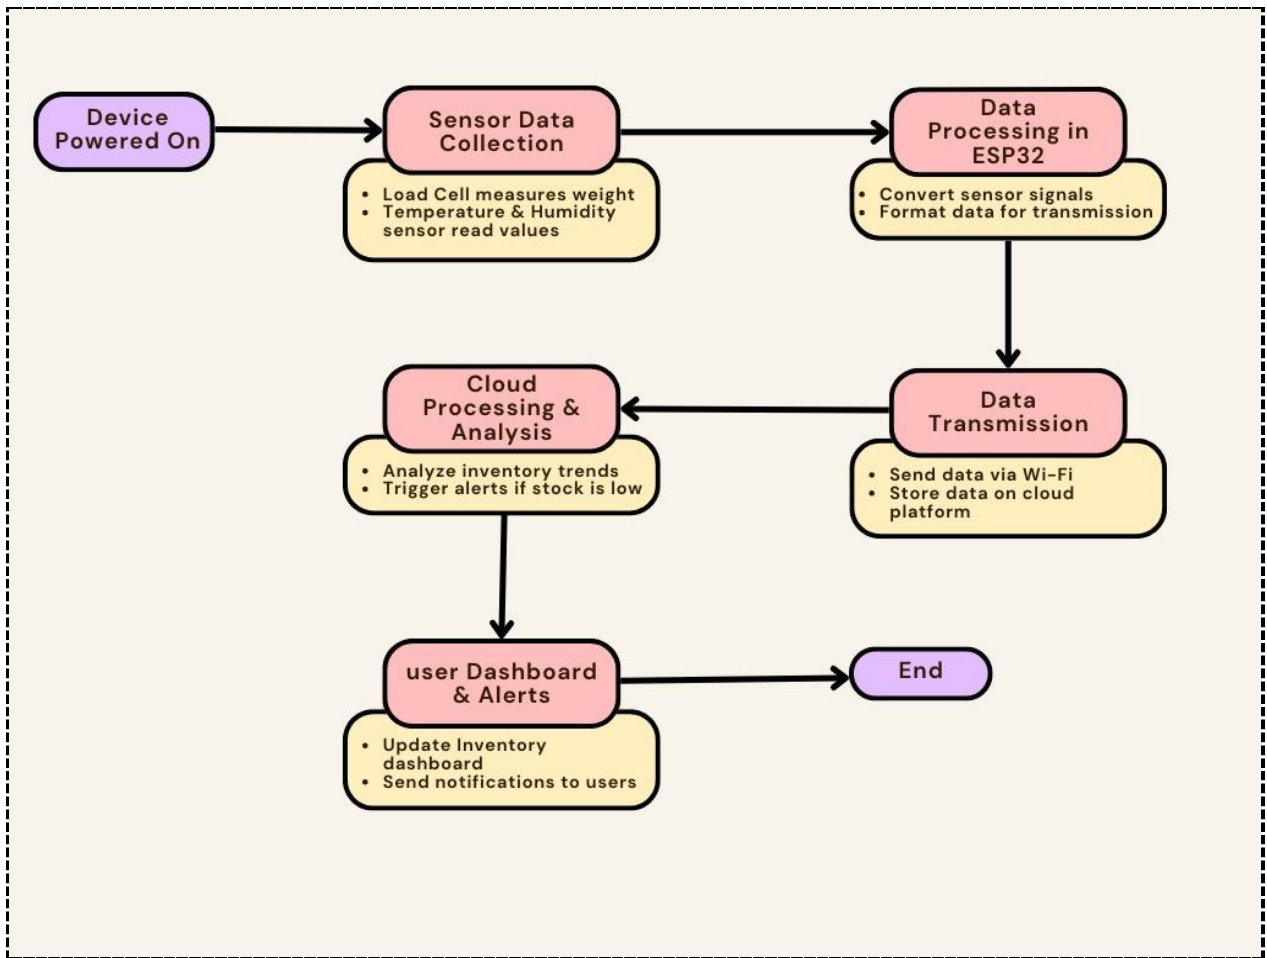 Device
Powered On
Sensor Data
Collection
• Load Cell measures weight
• Temperature & Humidity
sensor read values
Data
Processing in
ESP32
• Convert sensor signals
• Format data for transmission
Data
Transmission
• Send data via Wi-Fi
• Store data on cloud
platform
Cloud
Processing &
Analysis
• Analyze inventory trends
• Trigger alerts if stock is low
user Dashboard
& Alerts
• Update Inventory
dashboard
• Send notifications to users
End